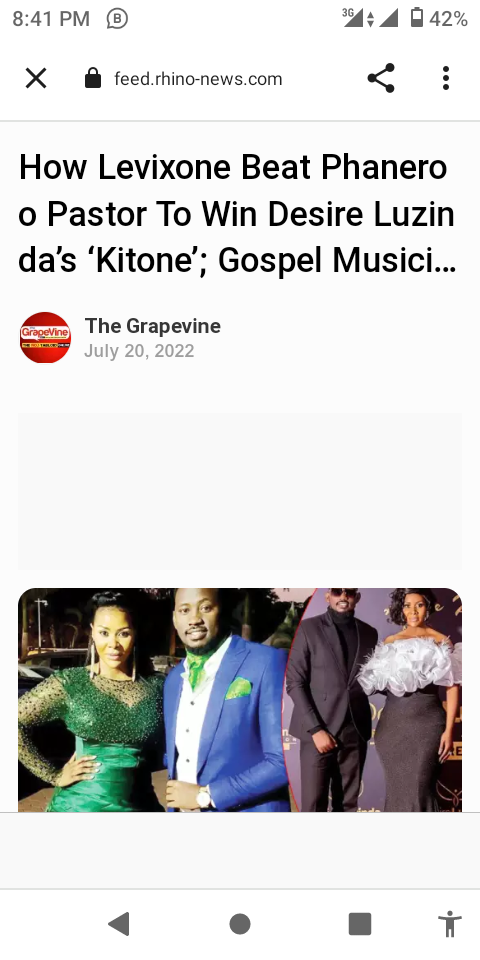 8:41 PM
3G
42%
feed.rhino-news.com
How Levixone Beat Phanero
o Pastor To Win Desire Luzin
da’s ‘Kitone’; Gospel Musici...
GrapeVine
The Grapevine
July 20, 2022